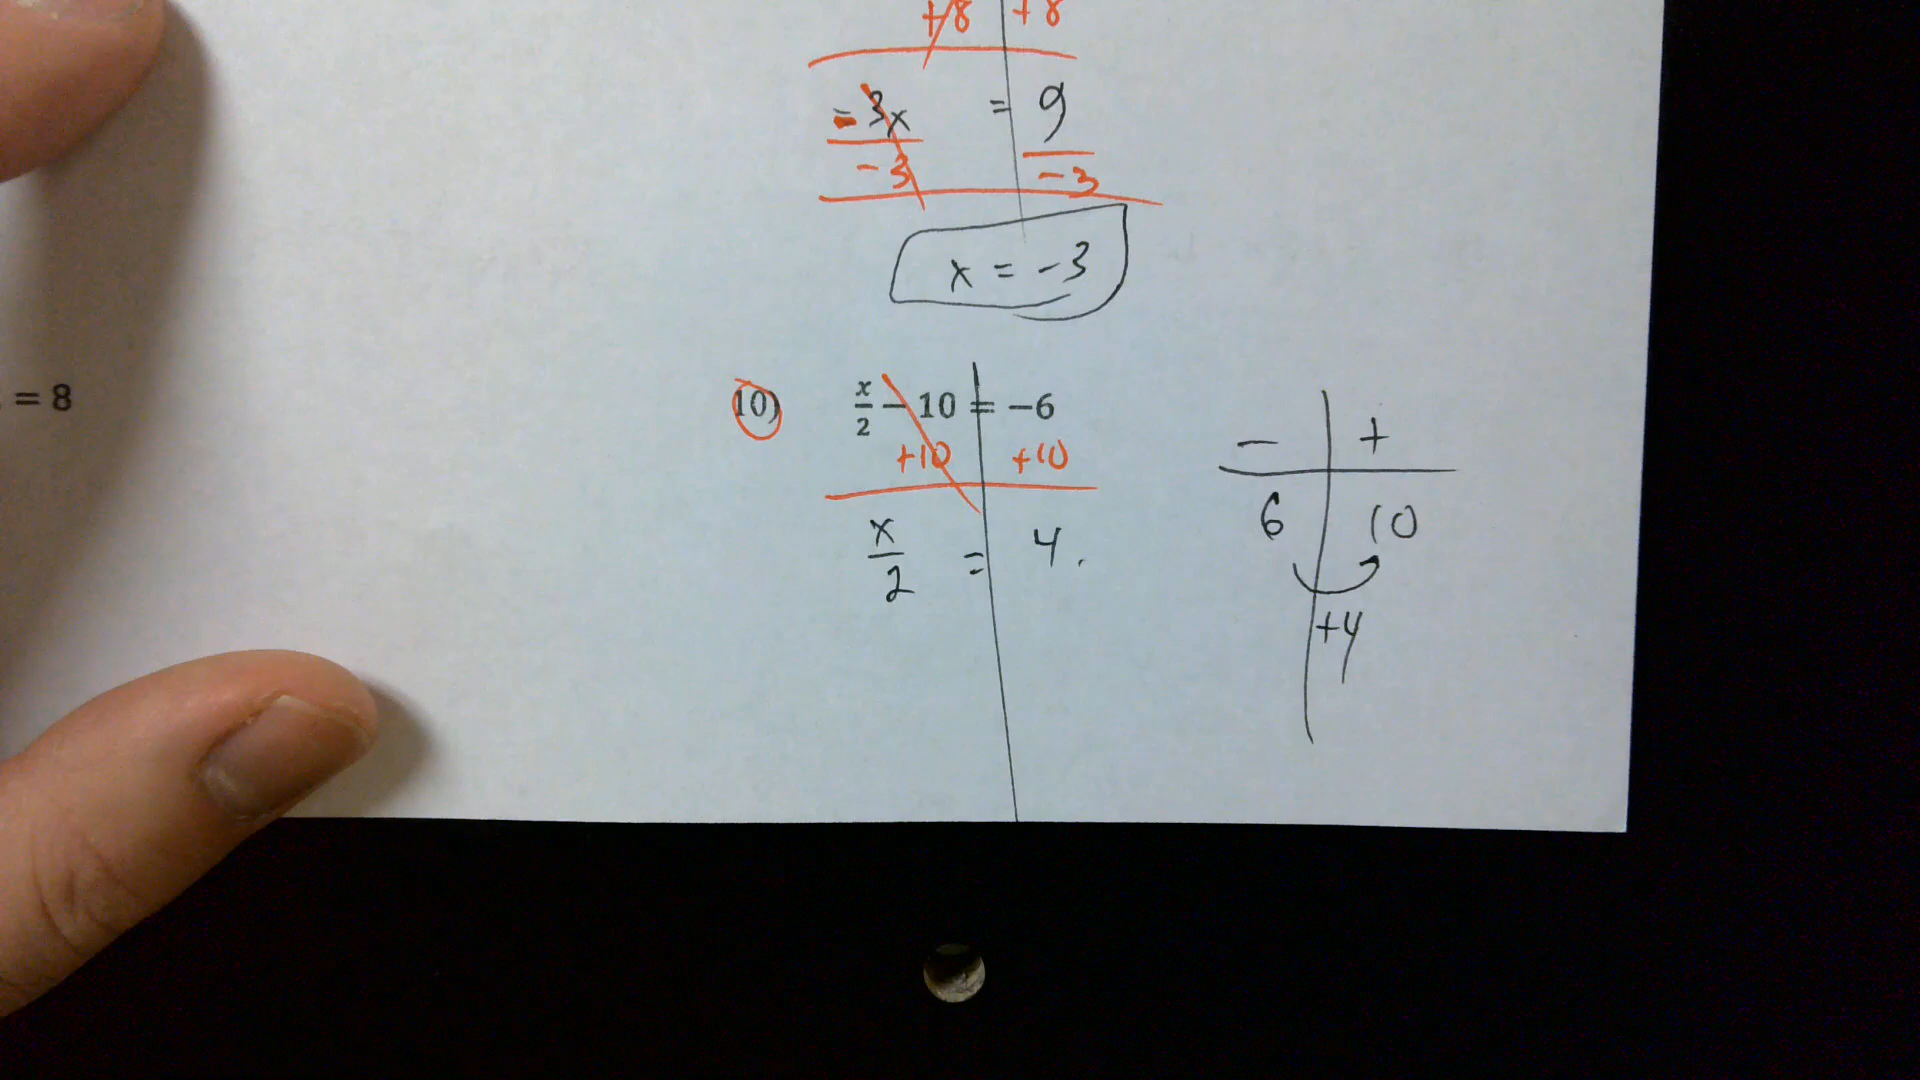 +8 +8
-3x = 9
-3 -3
x = -3
= 8
10) x/2 - 10 = -6
+10 +10
x/2 = 4.
- +
6 10
+4